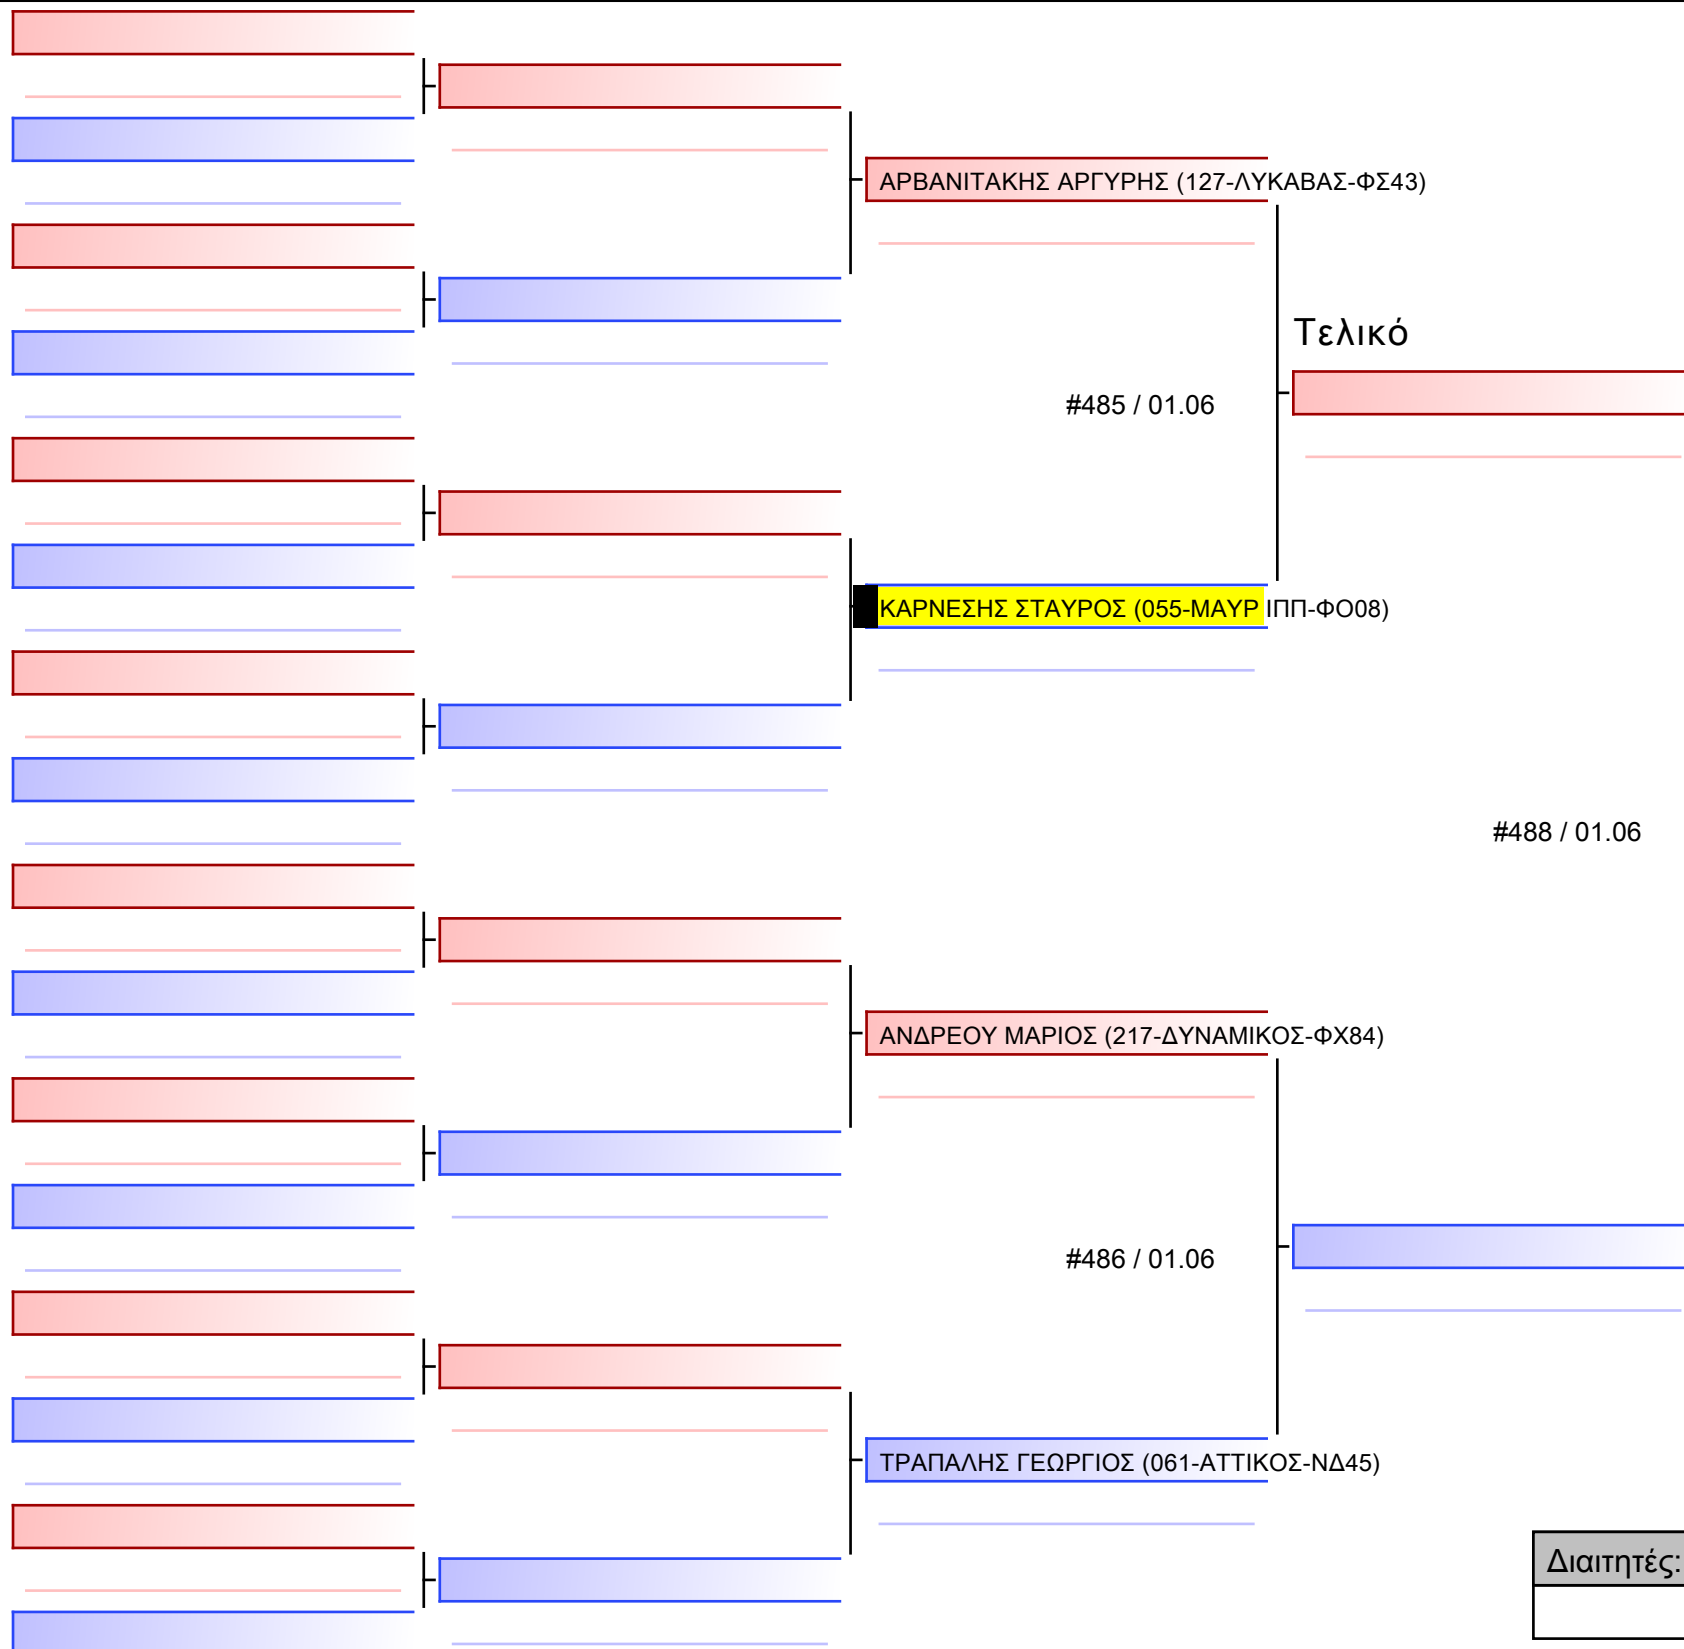 ΑΡΒΑΝΙΤΑΚΗΣ ΑΡΓΥΡΗΣ (127-ΛΥΚΑΒΑΣ-ΦΣ43)
Τελικό
#485 / 01.06
ΚΑΡΝΕΣΗΣ ΣΤΑΥΡΟΣ (055-ΜΑΥΡ ΙΠΠ-ΦΟ08)
#488 / 01.06
ΑΝΔΡΕΟΥ ΜΑΡΙΟΣ (217-ΔΥΝΑΜΙΚΟΣ-ΦΧ84)
#486 / 01.06
ΤΡΑΠΑΛΗΣ ΓΕΩΡΓΙΟΣ (061-ΑΤΤΙΚΟΣ-ΝΔ45)
Διαιτητές: